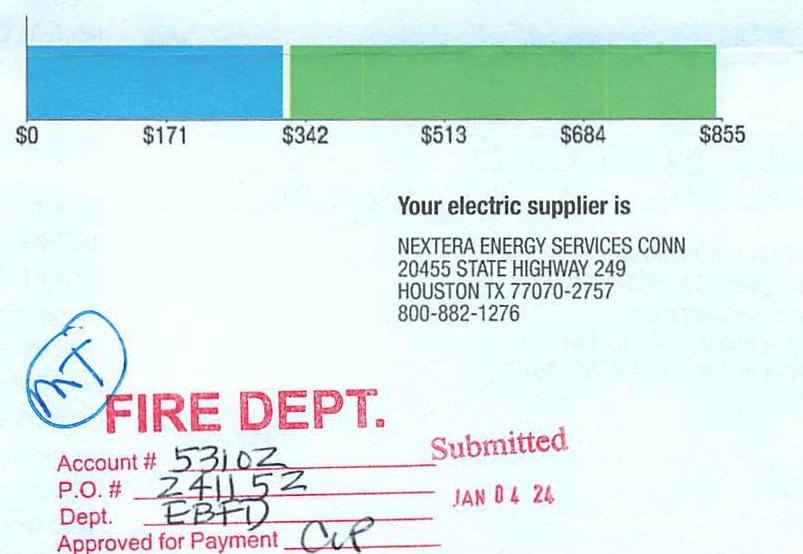 $0 $171 $342 $513 $684 $855
Your electric supplier is
NEXTERA ENERGY SERVICES CONN
20455 STATE HIGHWAY 249
HOUSTON TX 77070-2757
800-882-1276
MT
FIRE DEPT.
Submitted
Account # 53102
P.O. # 241152
JAN 04 24
Dept. EBFD
Approved for Payment